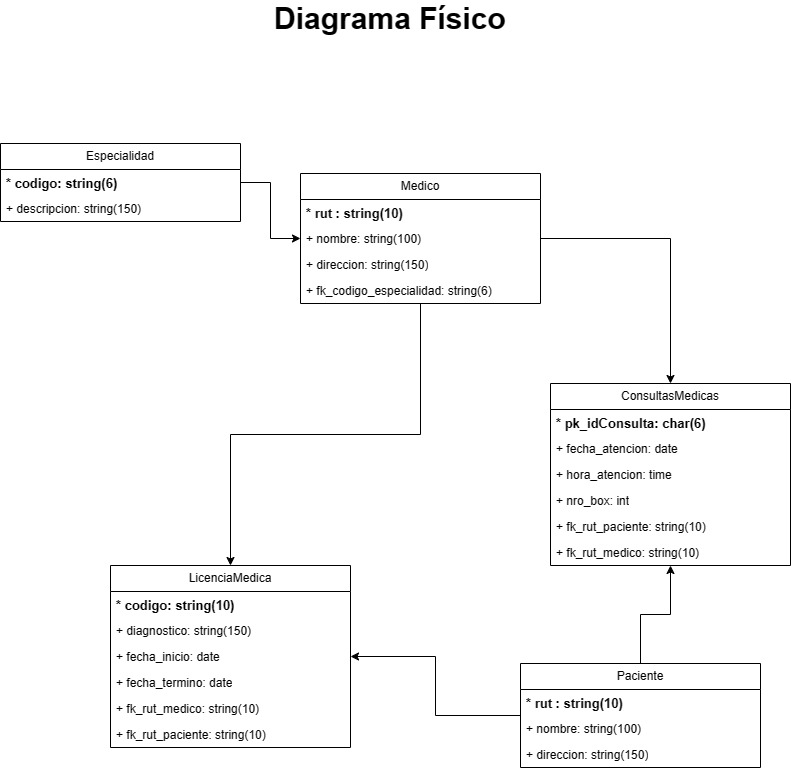 Diagrama Físico
Especialidad
* codigo: string(6)
+ descripcion: string(150)
Medico
* rut : string(10)
+ nombre: string(100)
+ direccion: string(150)
+ fk_codigo_especialidad: string(6)
ConsultasMedicas
* pk_idConsulta: char(6)
+ fecha_atencion: date
+ hora_atencion: time
+ nro_box: int
+ fk_rut_paciente: string(10)
+ fk_rut_medico: string(10)
LicenciaMedica
* codigo: string(10)
+ diagnostico: string(150)
+ fecha_inicio: date
+ fecha_termino: date
+ fk_rut_medico: string(10)
+ fk_rut_paciente: string(10)
Paciente
* rut : string(10)
+ nombre: string(100)
+ direccion: string(150)